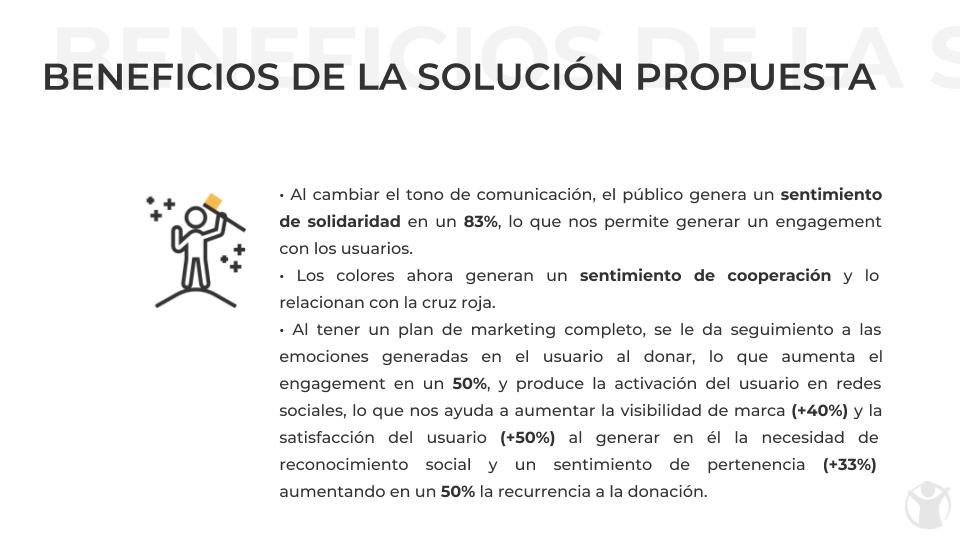 BENEFICIOS DE LA S
BENEFICIOS DE LA SOLUCIÓN PROPUESTA
• Al cambiar el tono de comunicación, el público genera un sentimiento
de solidaridad en un 83%, lo que nos permite generar un engagement
con los usuarios.
• Los colores ahora generan un sentimiento de cooperación y lo
relacionan con la cruz roja.
• Al tener un plan de marketing completo, se le da seguimiento a las
emociones generadas en el usuario al donar, lo que aumenta el
engagement en un 50%, y produce la activación del usuario en redes
sociales, lo que nos ayuda a aumentar la visibilidad de marca (+40%) y la
satisfacción del usuario (+50%) al generar en él la necesidad de
reconocimiento social y un sentimiento de pertenencia (+33%)
aumentando en un 50% la recurrencia a la donación.